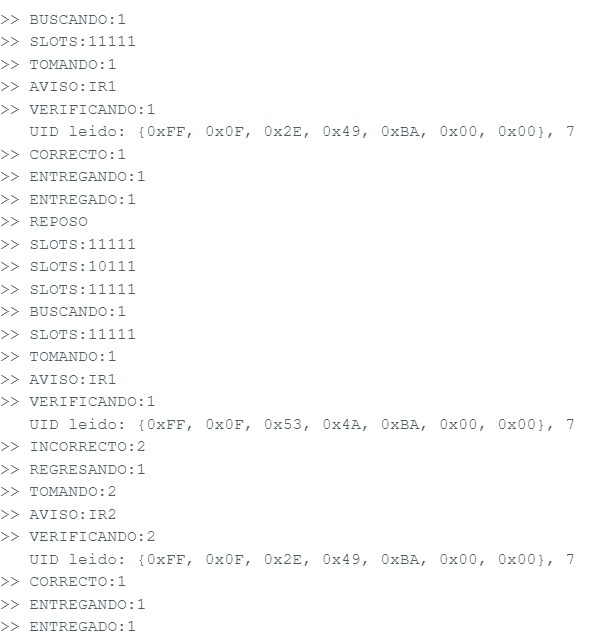 >> BUSCANDO:1
>> SLOTS:11111
>> TOMANDO:1
>> AVISO:IR1
>> VERIFICANDO:1
   UID leido: {0xFF, 0x0F, 0x2E, 0x49, 0xBA, 0x00, 0x00}, 7
>> CORRECTO:1
>> ENTREGANDO:1
>> ENTREGADO:1
>> REPOSO
>> SLOTS:11111
>> SLOTS:10111
>> SLOTS:11111
>> BUSCANDO:1
>> SLOTS:11111
>> TOMANDO:1
>> AVISO:IR1
>> VERIFICANDO:1
   UID leido: {0xFF, 0x0F, 0x53, 0x4A, 0xBA, 0x00, 0x00}, 7
>> INCORRECTO:2
>> REGRESANDO:1
>> TOMANDO:2
>> AVISO:IR2
>> VERIFICANDO:2
   UID leido: {0xFF, 0x0F, 0x2E, 0x49, 0xBA, 0x00, 0x00}, 7
>> CORRECTO:1
>> ENTREGANDO:1
>> ENTREGADO:1